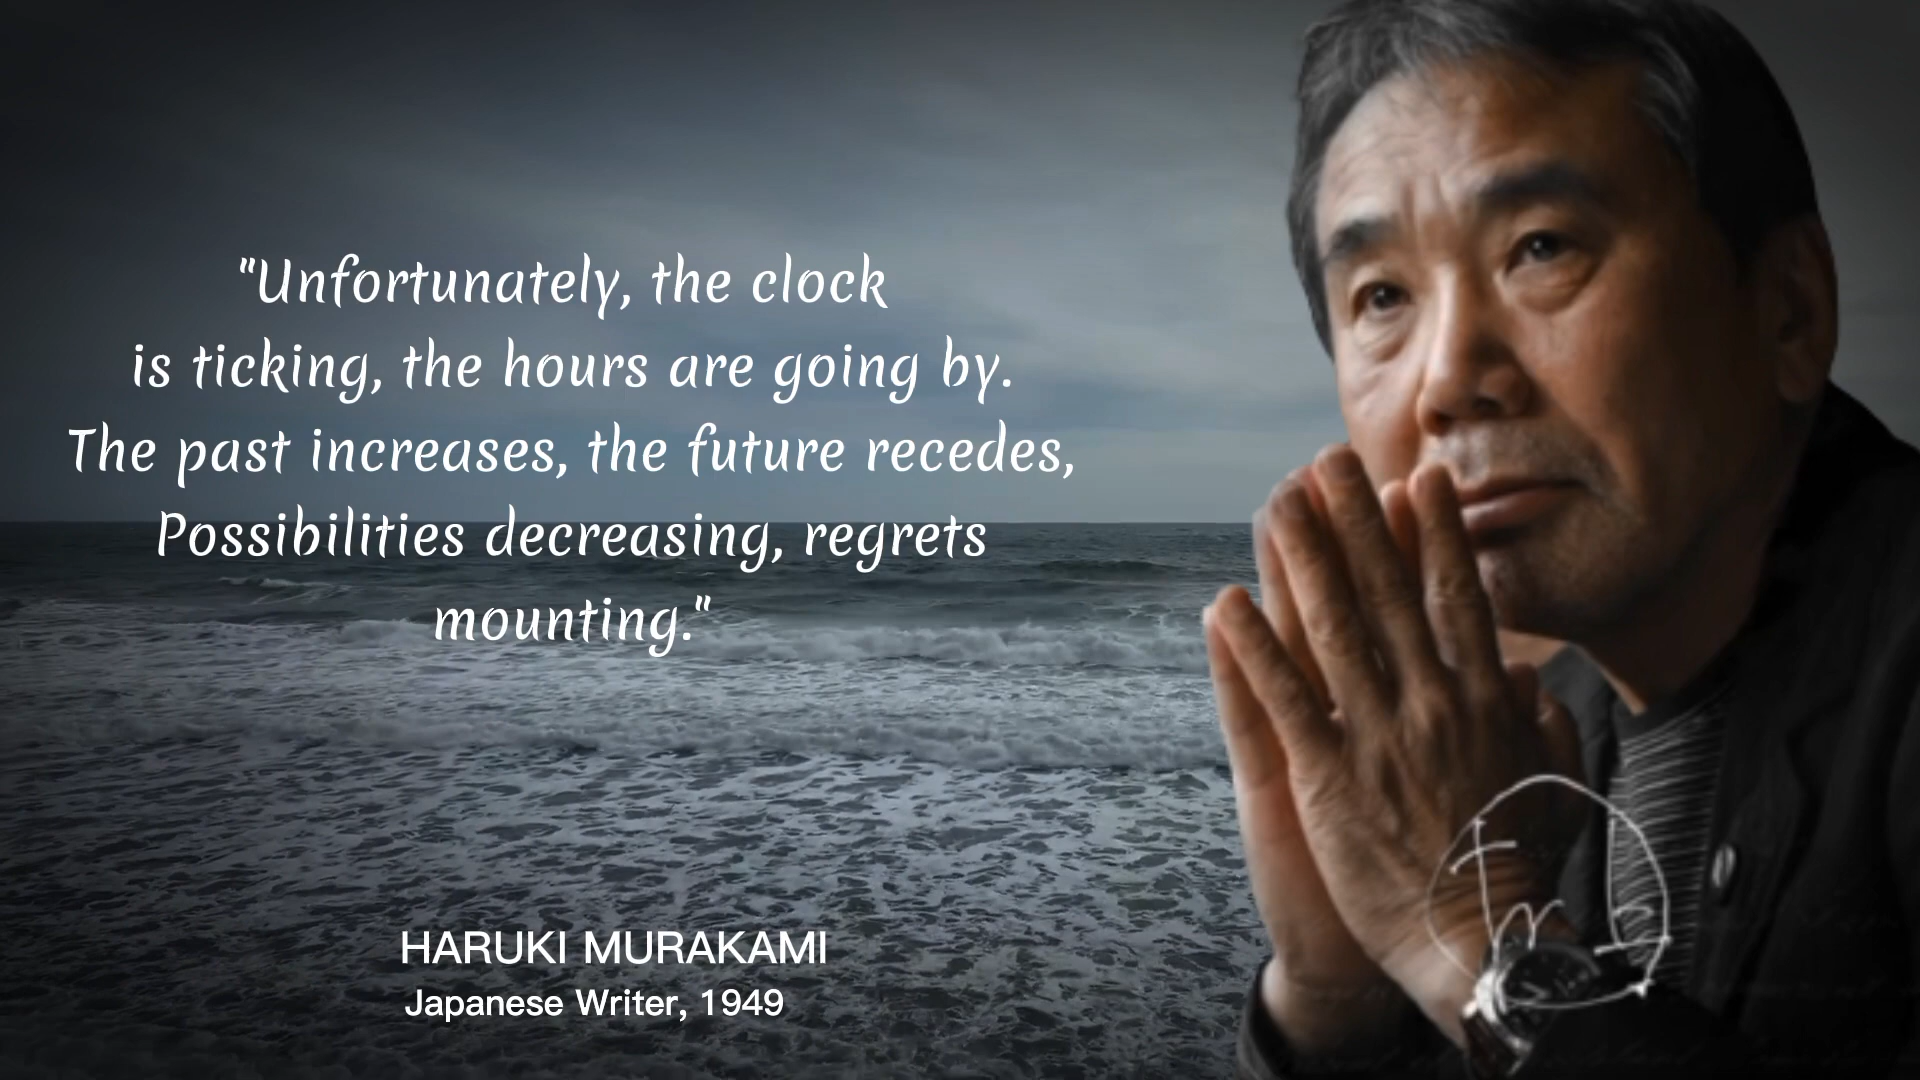 "Unfortunately, the clock
is ticking, the hours are going by.
The past increases, the future recedes,
Possibilities decreasing, regrets
mounting."
HARUKI MURAKAMI
Japanese Writer, 1949